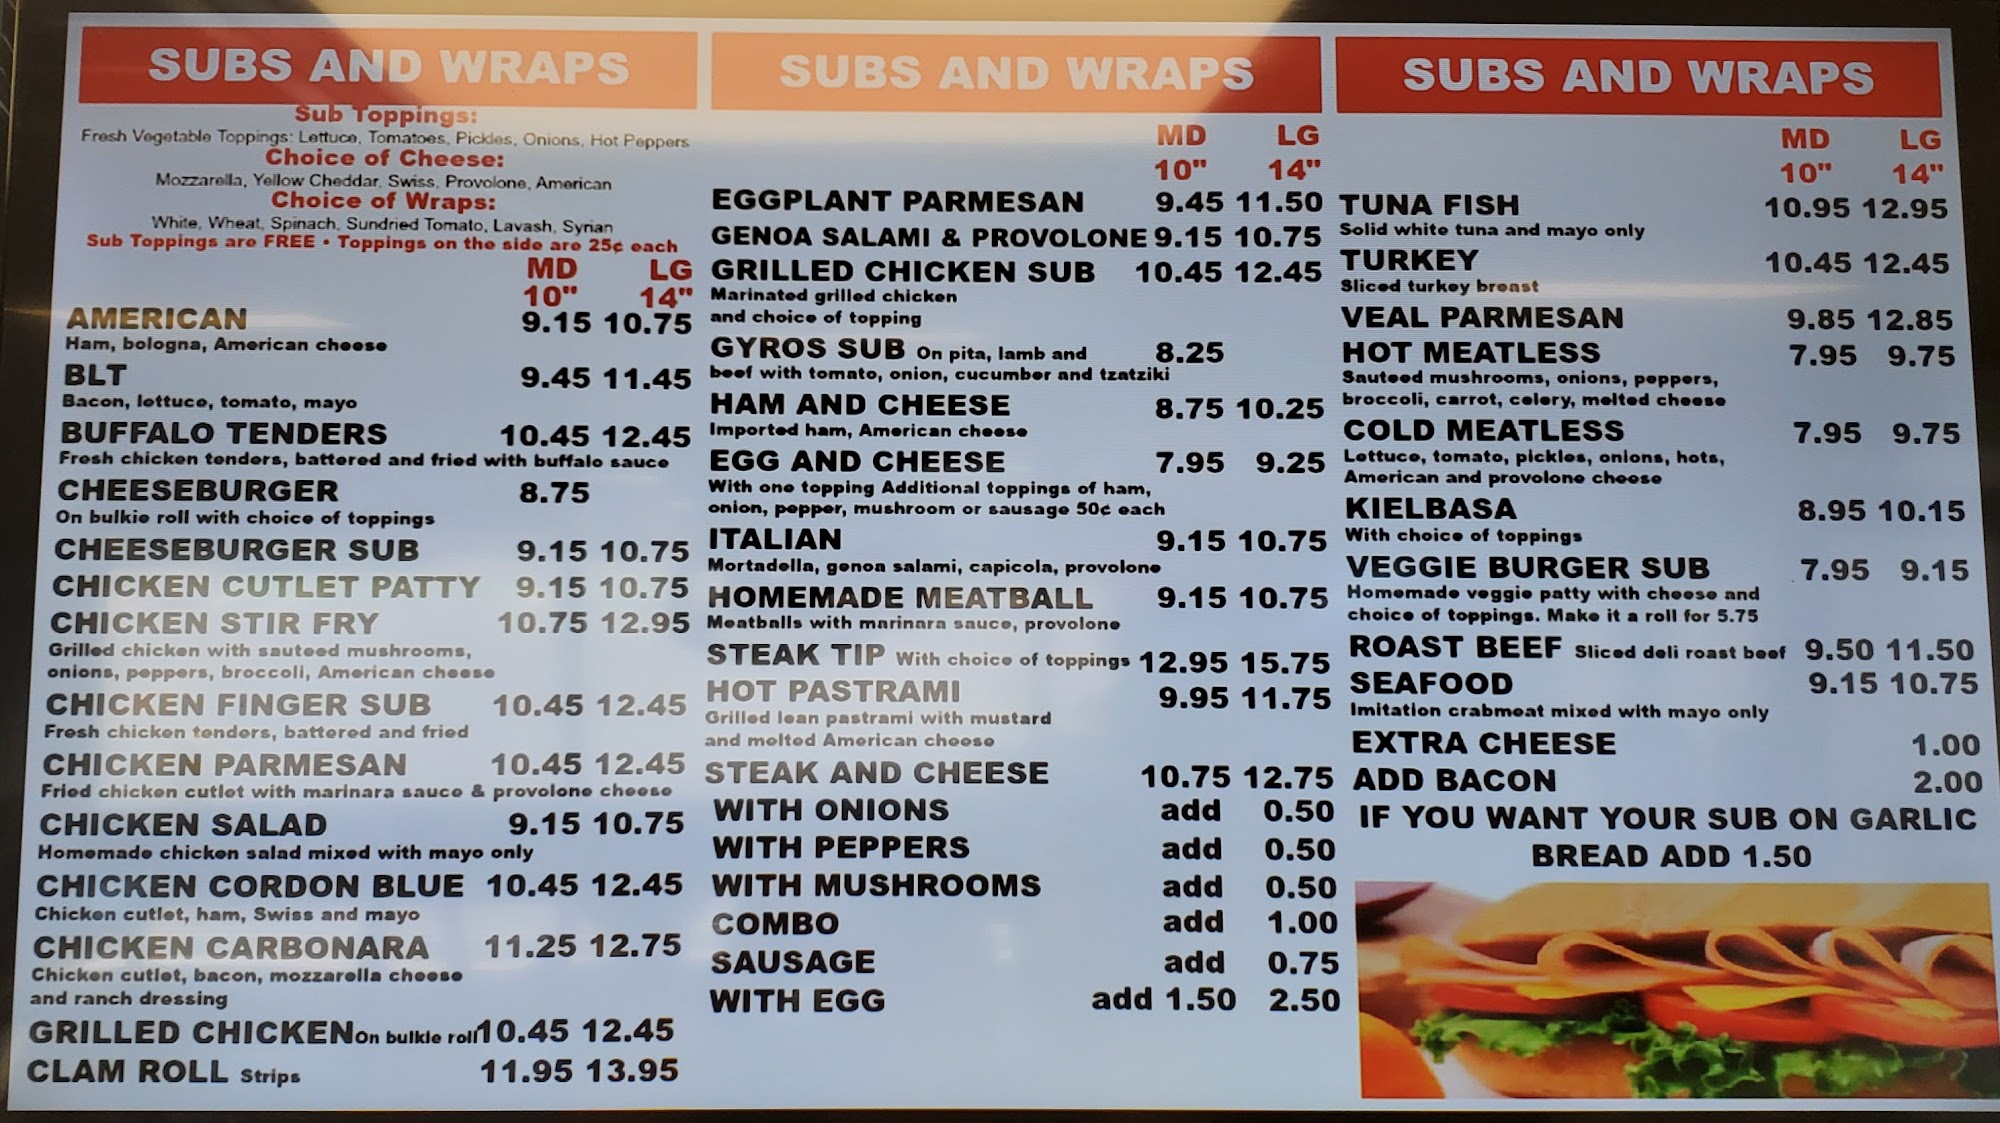 SUBS AND WRAPS
Sub Toppings:
Fresh Vegetable Toppings: Lettuce, Tomatoes, Pickles, Onions, Hot Peppers
Choice of Cheese:
Mozzarella, Yellow Cheddar, Swiss, Provolone, American
Choice of Wraps:
White, Wheat, Spinach, Sundried Tomato, Lavash, Syrian
Sub Toppings are FREE • Toppings on the side are 25¢ each
MD LG
10" 14"
AMERICAN 9.15 10.75
Ham, bologna, American cheese
BLT 9.45 11.45
Bacon, lettuce, tomato, mayo
BUFFALO TENDERS 10.45 12.45
Fresh chicken tenders, battered and fried with buffalo sauce
CHEESEBURGER 8.75
On bulkie roll with choice of toppings
CHEESEBURGER SUB 9.15 10.75
CHICKEN CUTLET PATTY 9.15 10.75
CHICKEN STIR FRY 10.75 12.95
Grilled chicken with sauteed mushrooms,
onions, peppers, broccoli, American cheese
CHICKEN FINGER SUB 10.45 12.45
Fresh chicken tenders, battered and fried
CHICKEN PARMESAN 10.45 12.45
Fried chicken cutlet with marinara sauce & provolone cheese
CHICKEN SALAD 9.15 10.75
Homemade chicken salad mixed with mayo only
CHICKEN CORDON BLUE 10.45 12.45
Chicken cutlet, ham, Swiss and mayo
CHICKEN CARBONARA 11.25 12.75
Chicken cutlet, bacon, mozzarella cheese
and ranch dressing
GRILLED CHICKEN On bulkie roll 10.45 12.45
CLAM ROLL Strips 11.95 13.95
SUBS AND WRAPS
MD LG
10" 14"
EGGPLANT PARMESAN 9.45 11.50
GENOA SALAMI & PROVOLONE 9.15 10.75
GRILLED CHICKEN SUB 10.45 12.45
Marinated grilled chicken
and choice of topping
GYROS SUB On pita, lamb and 8.25
beef with tomato, onion, cucumber and tzatziki
HAM AND CHEESE 8.75 10.25
Imported ham, American cheese
EGG AND CHEESE 7.95 9.25
With one topping Additional toppings of ham,
onion, pepper, mushroom or sausage 50¢ each
ITALIAN 9.15 10.75
Mortadella, genoa salami, capicola, provolone
HOMEMADE MEATBALL 9.15 10.75
Meatballs with marinara sauce, provolone
STEAK TIP With choice of toppings 12.95 15.75
HOT PASTRAMI 9.95 11.75
Grilled lean pastrami with mustard
and melted American cheese
STEAK AND CHEESE 10.75 12.75
WITH ONIONS add 0.50
WITH PEPPERS add 0.50
WITH MUSHROOMS add 0.50
COMBO add 1.00
SAUSAGE add 0.75
WITH EGG add 1.50 2.50
SUBS AND WRAPS
MD LG
10" 14"
TUNA FISH 10.95 12.95
Solid white tuna and mayo only
TURKEY 10.45 12.45
Sliced turkey breast
VEAL PARMESAN 9.85 12.85
HOT MEATLESS 7.95 9.75
Sauteed mushrooms, onions, peppers,
broccoli, carrot, celery, melted cheese
COLD MEATLESS 7.95 9.75
Lettuce, tomato, pickles, onions, hots,
American and provolone cheese
KIELBASA 8.95 10.15
With choice of toppings
VEGGIE BURGER SUB 7.95 9.15
Homemade veggie patty with cheese and
choice of toppings. Make it a roll for 5.75
ROAST BEEF Sliced deli roast beef 9.50 11.50
SEAFOOD 9.15 10.75
Imitation crabmeat mixed with mayo only
EXTRA CHEESE 1.00
ADD BACON 2.00
IF YOU WANT YOUR SUB ON GARLIC
BREAD ADD 1.50